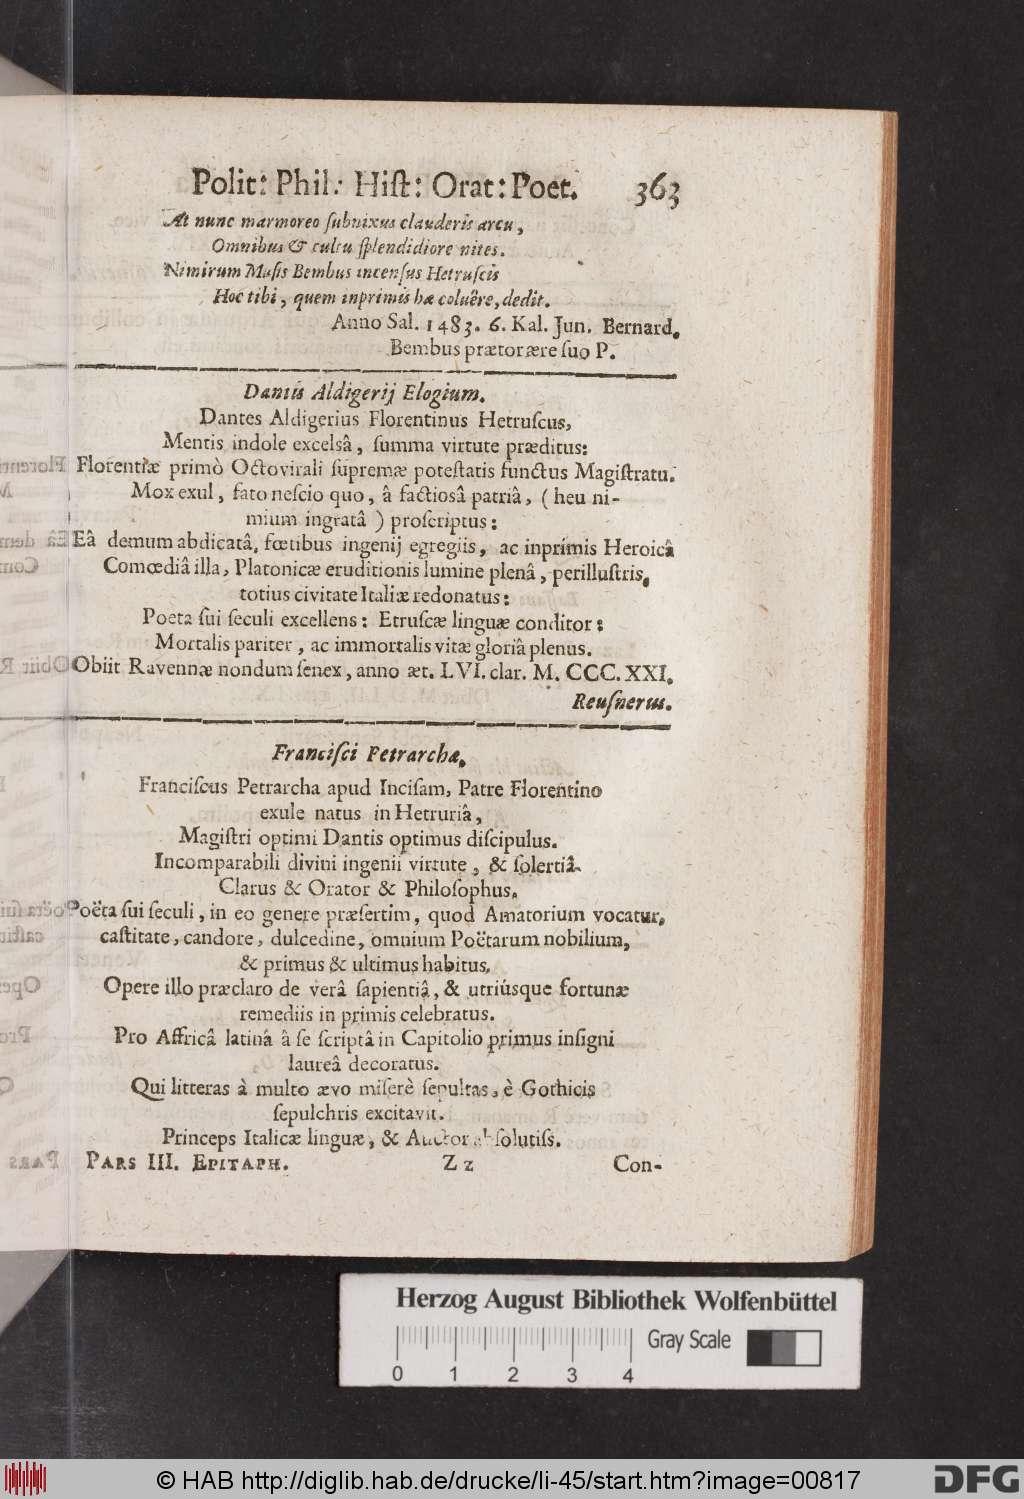 Polit: Phil: Hiſt: Orat: Poet. 363
At nunc marmoreo ſubnixus clauderis arcu,
Omnibus & cultu ſplendidiore nites.
Nimirum Muſis Bembus incenſus Hetruſcis
Hoc tibi, quem inprimis hæ coluêre, dedit.
Anno Sal. 1483. 6. Kal. Jun. Bernard.
Bembus prætor ære ſuo P.
Dantis Aldigerij Elogium.
Dantes Aldigerius Florentinus Hetruſcus,
Mentis indole excelsâ, ſumma virtute præditus:
Florentiæ primò Octovirali ſupremæ poteſtatis functus Magiſtratu.
Mox exul, fato neſcio quo, â factiosâ patriâ, (heu ni-
mium ingratâ) proſcriptus:
Eâ demum abdicatâ, fœtibus ingenij egregiis, ac inprimis Heroicâ
Comœdiâ illa, Platonicæ eruditionis lumine plenâ, perilluſtris,
totius civitate Italiæ redonatus:
Poeta ſui ſeculi excellens: Etruſcæ linguæ conditor:
Mortalis pariter, ac immortalis vitæ gloriâ plenus.
Obiit Ravennæ nondum ſenex, anno æt. LVI. clar. M. CCC. XXI.
Reuſnerus.
Franciſci Petrarchæ.
Franciſcus Petrarcha apud Inciſam, Patre Florentino
exule natus in Hetruriâ,
Magiſtri optimi Dantis optimus diſcipulus.
Incomparabili divini ingenii virtute, & ſolertiâ
Clarus & Orator & Philoſophus.
Poëta ſui ſeculi, in eo genere præſertim, quod Amatorium vocatur,
caſtitate, candore, dulcedine, omnium Poëtarum nobilium,
& primus & ultimus habitus.
Opere illo præclaro de verâ ſapientiâ, & utriúsque fortunæ
remediis in primis celebratus.
Pro Affricâ latinâ â ſe ſcriptâ in Capitolio primus inſigni
laureâ decoratus.
Qui litteras à multo ævo miſerè ſepultas, è Gothicis
ſepulchris excitavit.
Princeps Italicæ linguæ, & Auctor abſolutiſs.
PARS III. EPITAPH. Z z Con-
Herzog August Bibliothek Wolfenbüttel
Gray Scale
0 1 2 3 4
© HAB http://diglib.hab.de/drucke/li-45/start.htm?image=00817
DFG